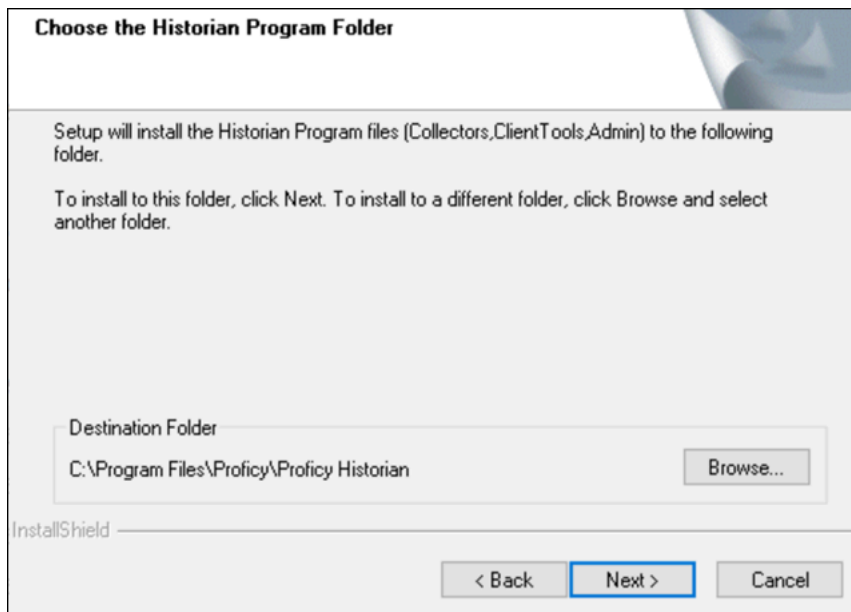 Choose the Historian Program Folder
Setup will install the Historian Program files (Collectors,ClientTools,Admin) to the following
folder.
To install to this folder, click Next. To install to a different folder, click Browse and select
another folder.
Destination Folder
C:\Program Files\Proficy\Proficy Historian
Browse...
InstallShield
< Back
Next >
Cancel